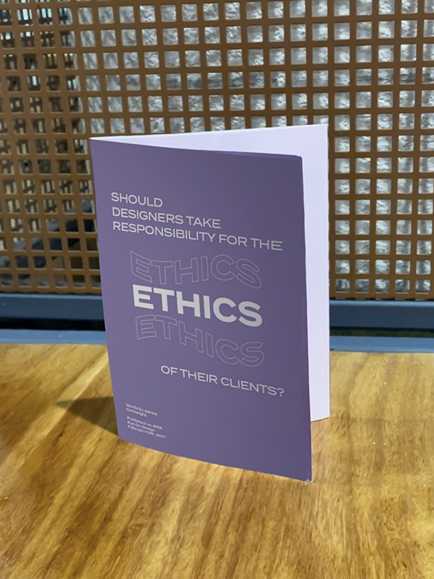 SHOULD
DESIGNERS TAKE
RESPONSIBILITY FOR THE
ETHICS
ETHICS
ETHICS
OF THEIR CLIENTS?